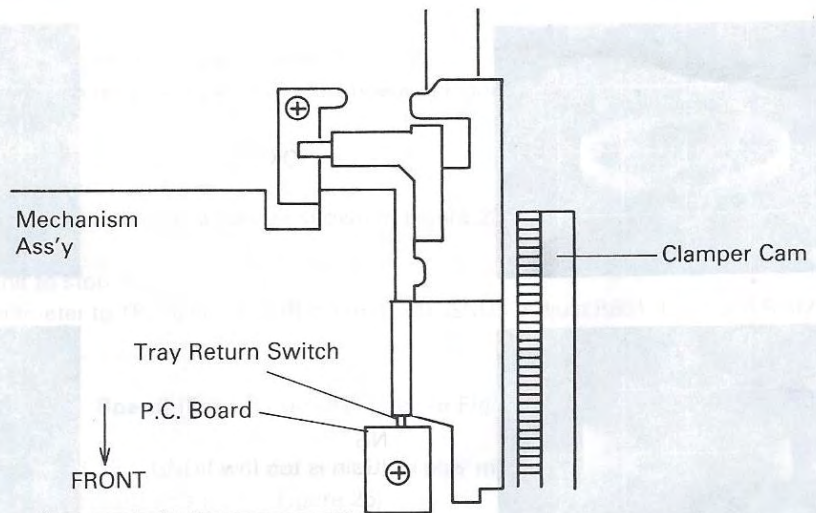 Mechanism
Ass'y
Clamper Cam
Tray Return Switch
P.C. Board
FRONT